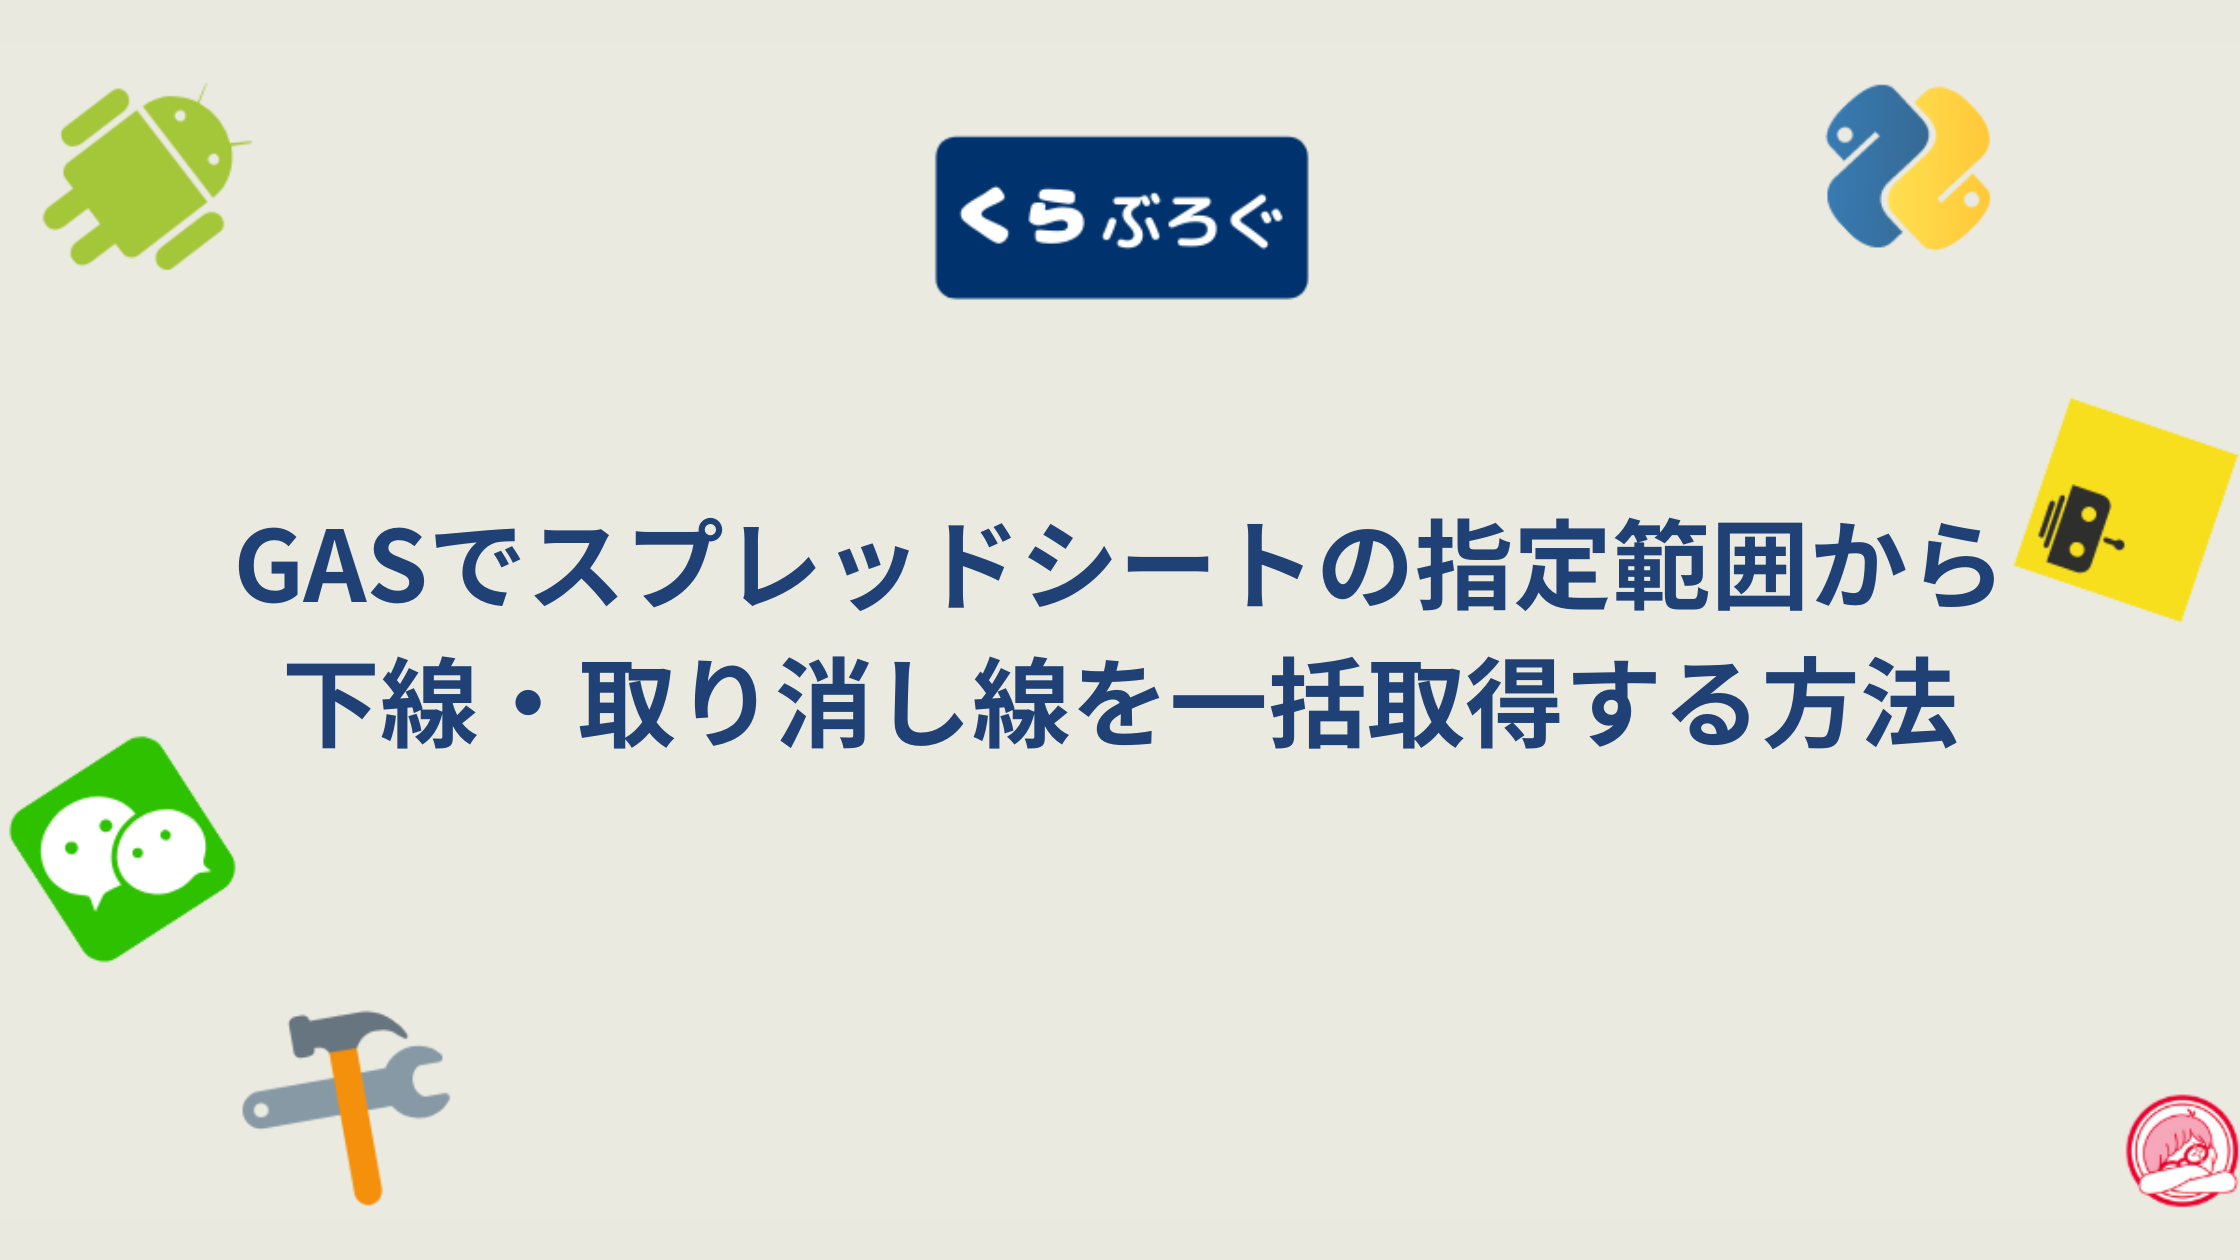 くらぶろぐ
GASでスプレッドシートの指定範囲から
下線・取り消し線を一括取得する方法